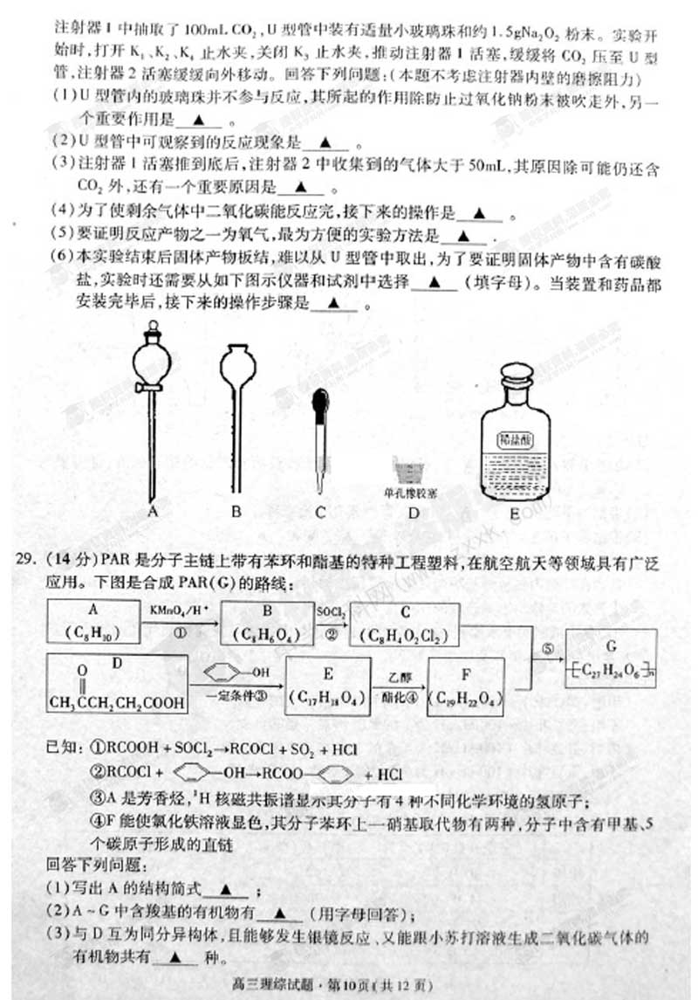 注射器1中抽取了100mL CO₂,U型管中装有适量小玻璃珠和约1.5gNa₂O₂粉末。实验开
始时,打开K₁、K₂、K₄止水夹,关闭K₃止水夹,推动注射器1活塞,缓缓将CO₂压至U型
管,注射器2活塞缓缓向外移动。回答下列问题:(本题不考虑注射器内壁的磨擦阻力)
(1)U型管内的玻璃珠并不参与反应,其所起的作用除防止过氧化钠粉末被吹走外,另一
个重要作用是 ▲ 。
(2)U型管中可观察到的反应现象是 ▲ 。
(3)注射器1活塞推到底后,注射器2中收集到的气体大于50mL,其原因除可能仍还含
CO₂外,还有一个重要原因是 ▲ 。
(4)为了使剩余气体中二氧化碳能反应完,接下来的操作是 ▲ 。
(5)要证明反应产物之一为氧气,最为方便的实验方法是 ▲ .
(6)本实验结束后固体产物板结,难以从U型管中取出,为了要证明固体产物中含有碳酸
盐,实验时还需要从如下图示仪器和试剂中选择 ▲ (填字母)。当装置和药品都
安装完毕后,接下来的操作步骤是 ▲ 。
稀盐酸
单孔橡胶塞
A B C D E
29. (14分)PAR是分子主链上带有苯环和酯基的特种工程塑料,在航空航天等领域具有广泛
应用。下图是合成PAR(G)的路线:
A (C₈H₁₀) KMnO₄/H⁺ ① B (C₈H₆O₄) SOCl₂ ② C (C₈H₄O₂Cl₂)
⑤ G [C₂₇H₂₄O₆]n
D O CH₃CCH₂CH₂COOH —OH 一定条件③ E (C₁₇H₁₈O₄) 乙醇 酯化④ F (C₁₉H₂₂O₄)
已知:①RCOOH + SOCl₂→RCOCl + SO₂ + HCl
②RCOCl + —OH→RCOO— + HCl
③A是芳香烃,¹H核磁共振谱显示其分子有4种不同化学环境的氢原子;
④F能使氯化铁溶液显色,其分子苯环上一硝基取代物有两种,分子中含有甲基、5
个碳原子形成的直链
回答下列问题:
(1)写出A的结构简式 ▲ ;
(2)A~G中含羧基的有机物有 ▲ (用字母回答);
(3)与D互为同分异构体,且能够发生银镜反应、又能跟小苏打溶液生成二氧化碳气体的
有机物共有 ▲ 种。
高三理综试题·第10页(共12页)